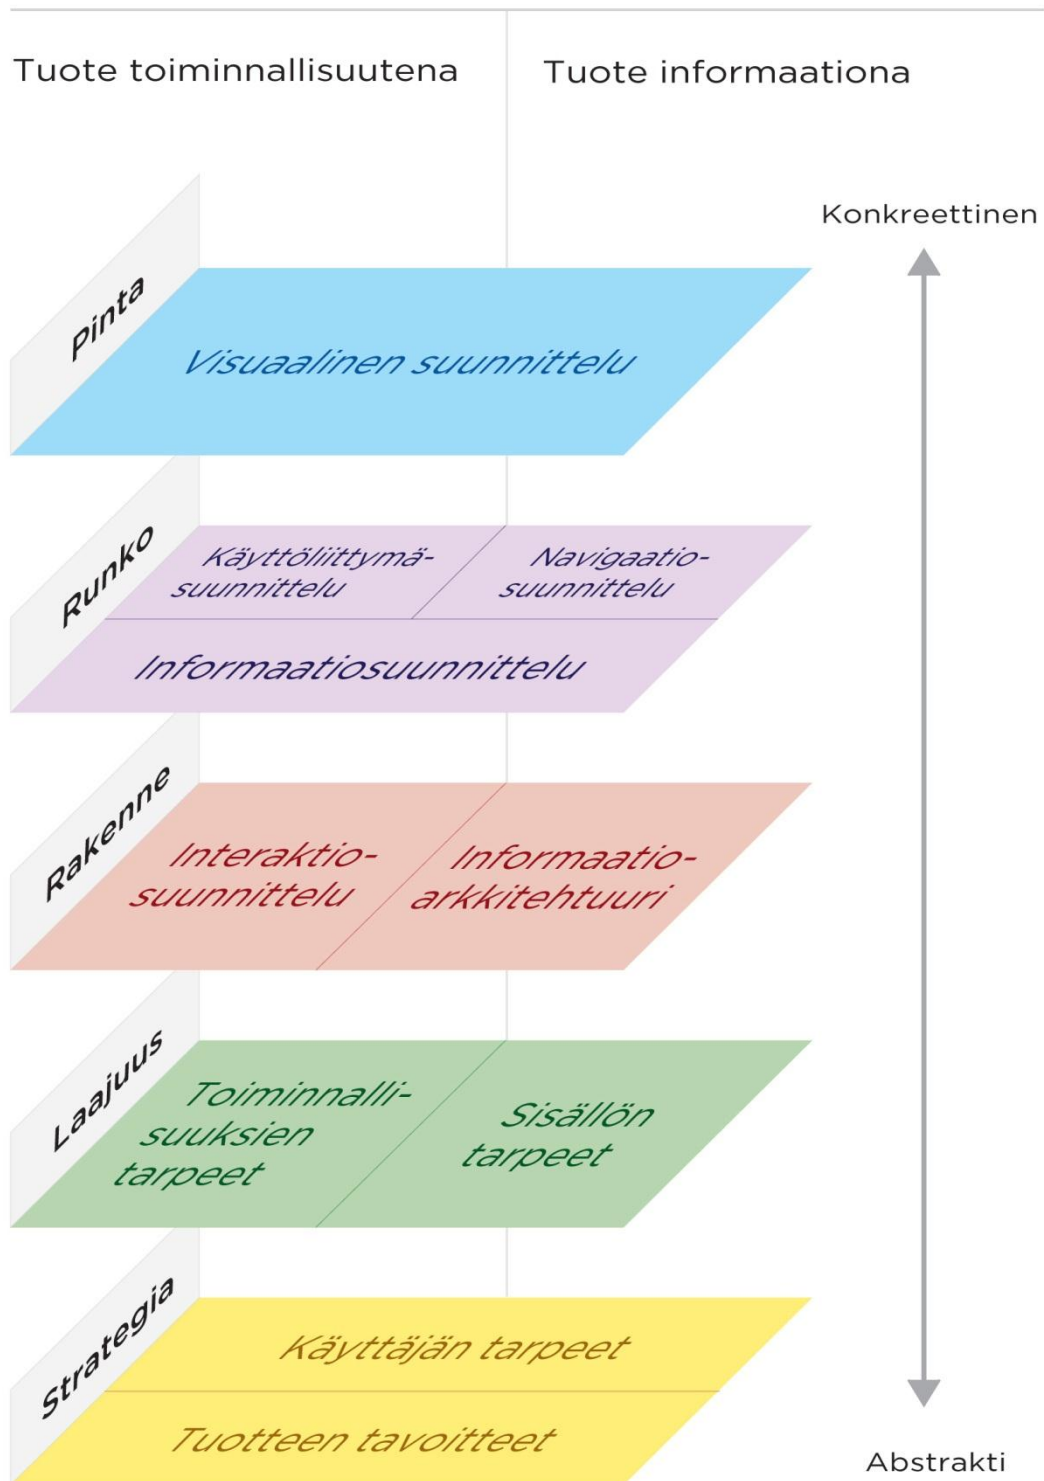 Tuote toiminnallisuutena
Tuote informaationa
Konkreettinen
Pinta
Visuaalinen suunnittelu
Runko
Käyttöliittymä-
suunnittelu
Navigaatio-
suunnittelu
Informaatiosuunnittelu
Rakenne
Interaktio-
suunnittelu
Informaatio-
arkkitehtuuri
Laajuus
Toiminnalli-
suuksien
tarpeet
Sisällön
tarpeet
Strategia
Käyttäjän tarpeet
Tuotteen tavoitteet
Abstrakti